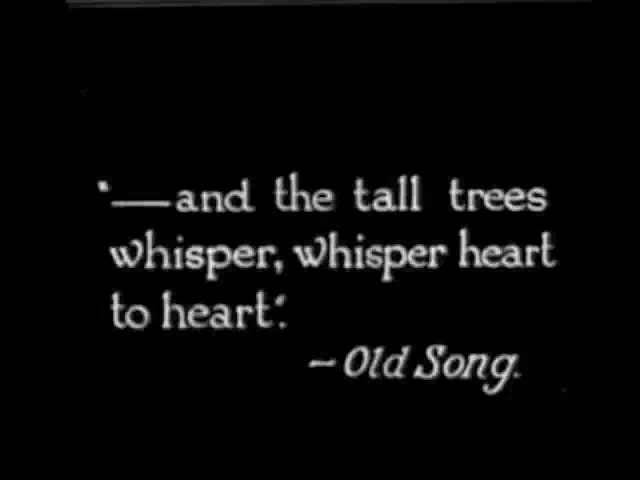 "—and the tall trees
whisper, whisper heart
to heart".
—Old Song.